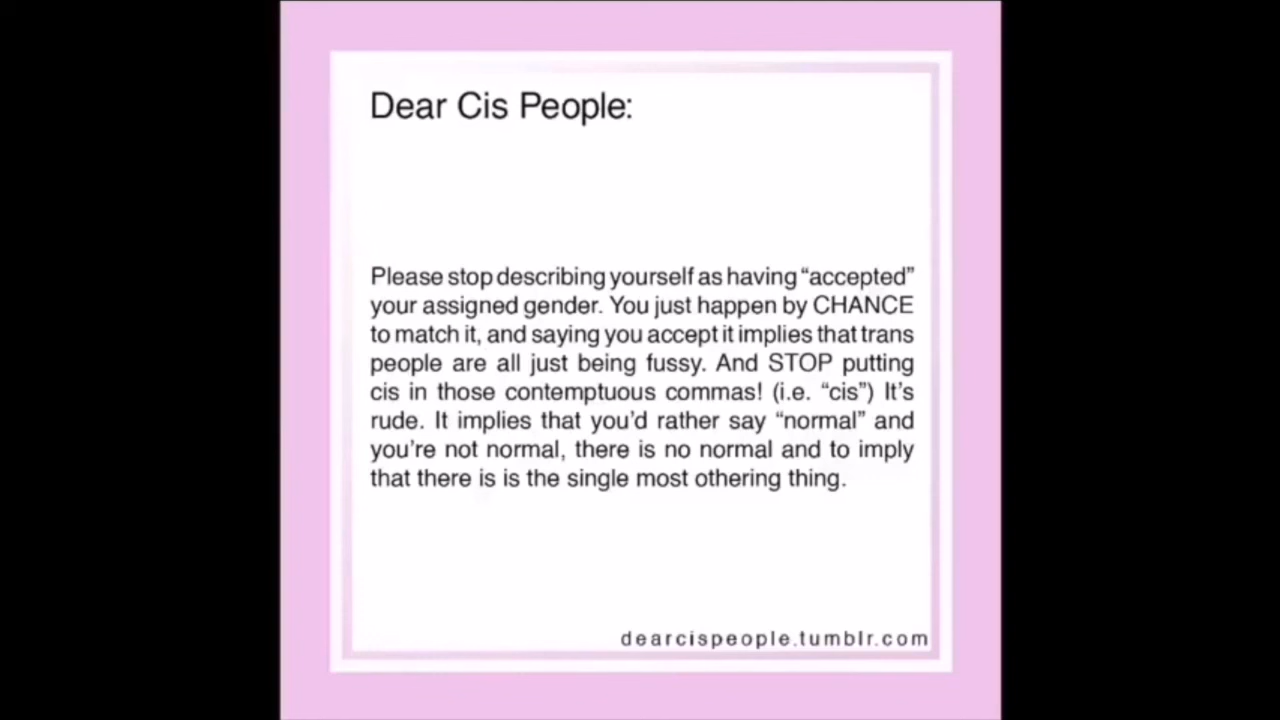 Dear Cis People:
Please stop describing yourself as having “accepted”
your assigned gender. You just happen by CHANCE
to match it, and saying you accept it implies that trans
people are all just being fussy. And STOP putting
cis in those contemptuous commas! (i.e. “cis”) It’s
rude. It implies that you’d rather say “normal” and
you’re not normal, there is no normal and to imply
that there is is the single most othering thing.
dearcispeople.tumblr.com